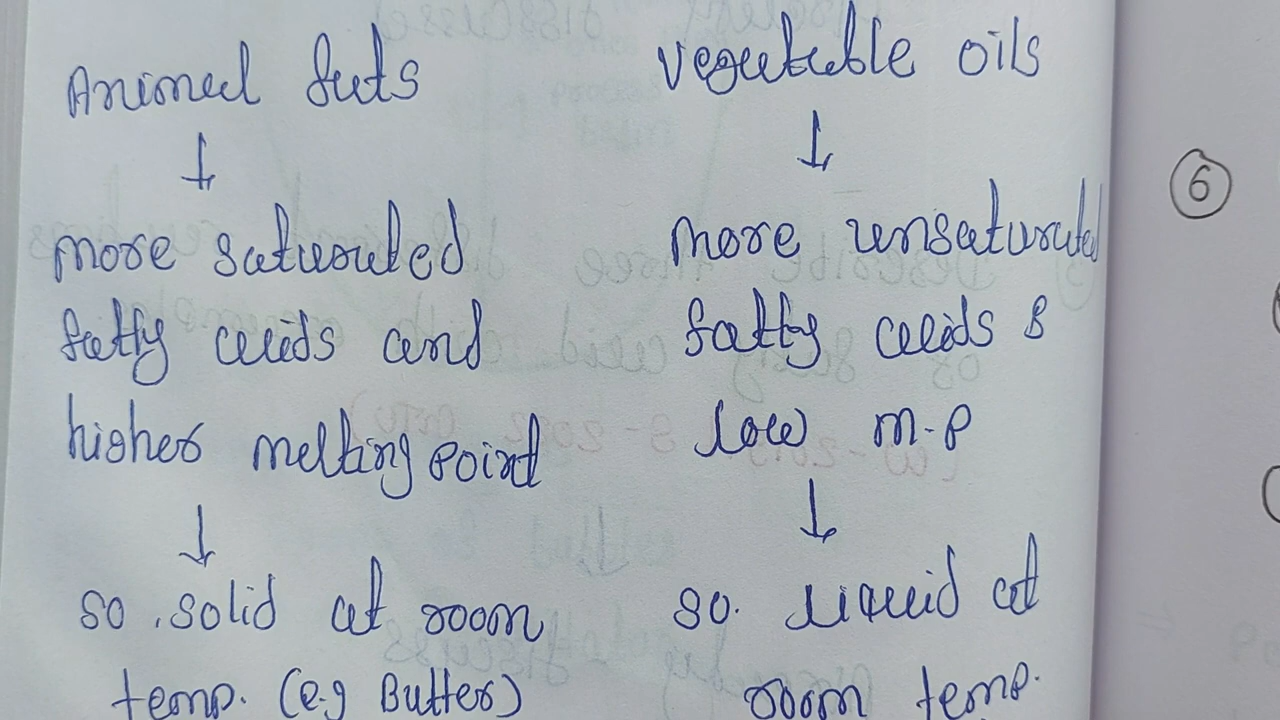 Animal fats
↓
more saturated
fatty acids and
higher melting point
↓
so, solid at room
temp. (e.g Butter)
vegetable oils
↓
more unsaturated
fatty acids &
low m.p
↓
so. liquid at
room temp.
6